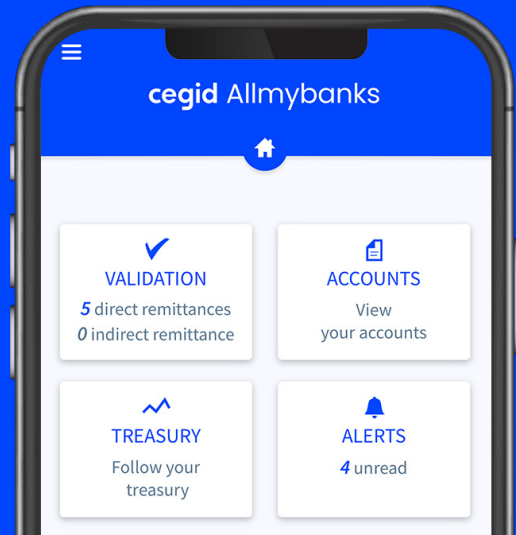 cegid Allmybanks
VALIDATION
5 direct remittances
0 indirect remittance
ACCOUNTS
View
your accounts
TREASURY
Follow your
treasury
ALERTS
4 unread